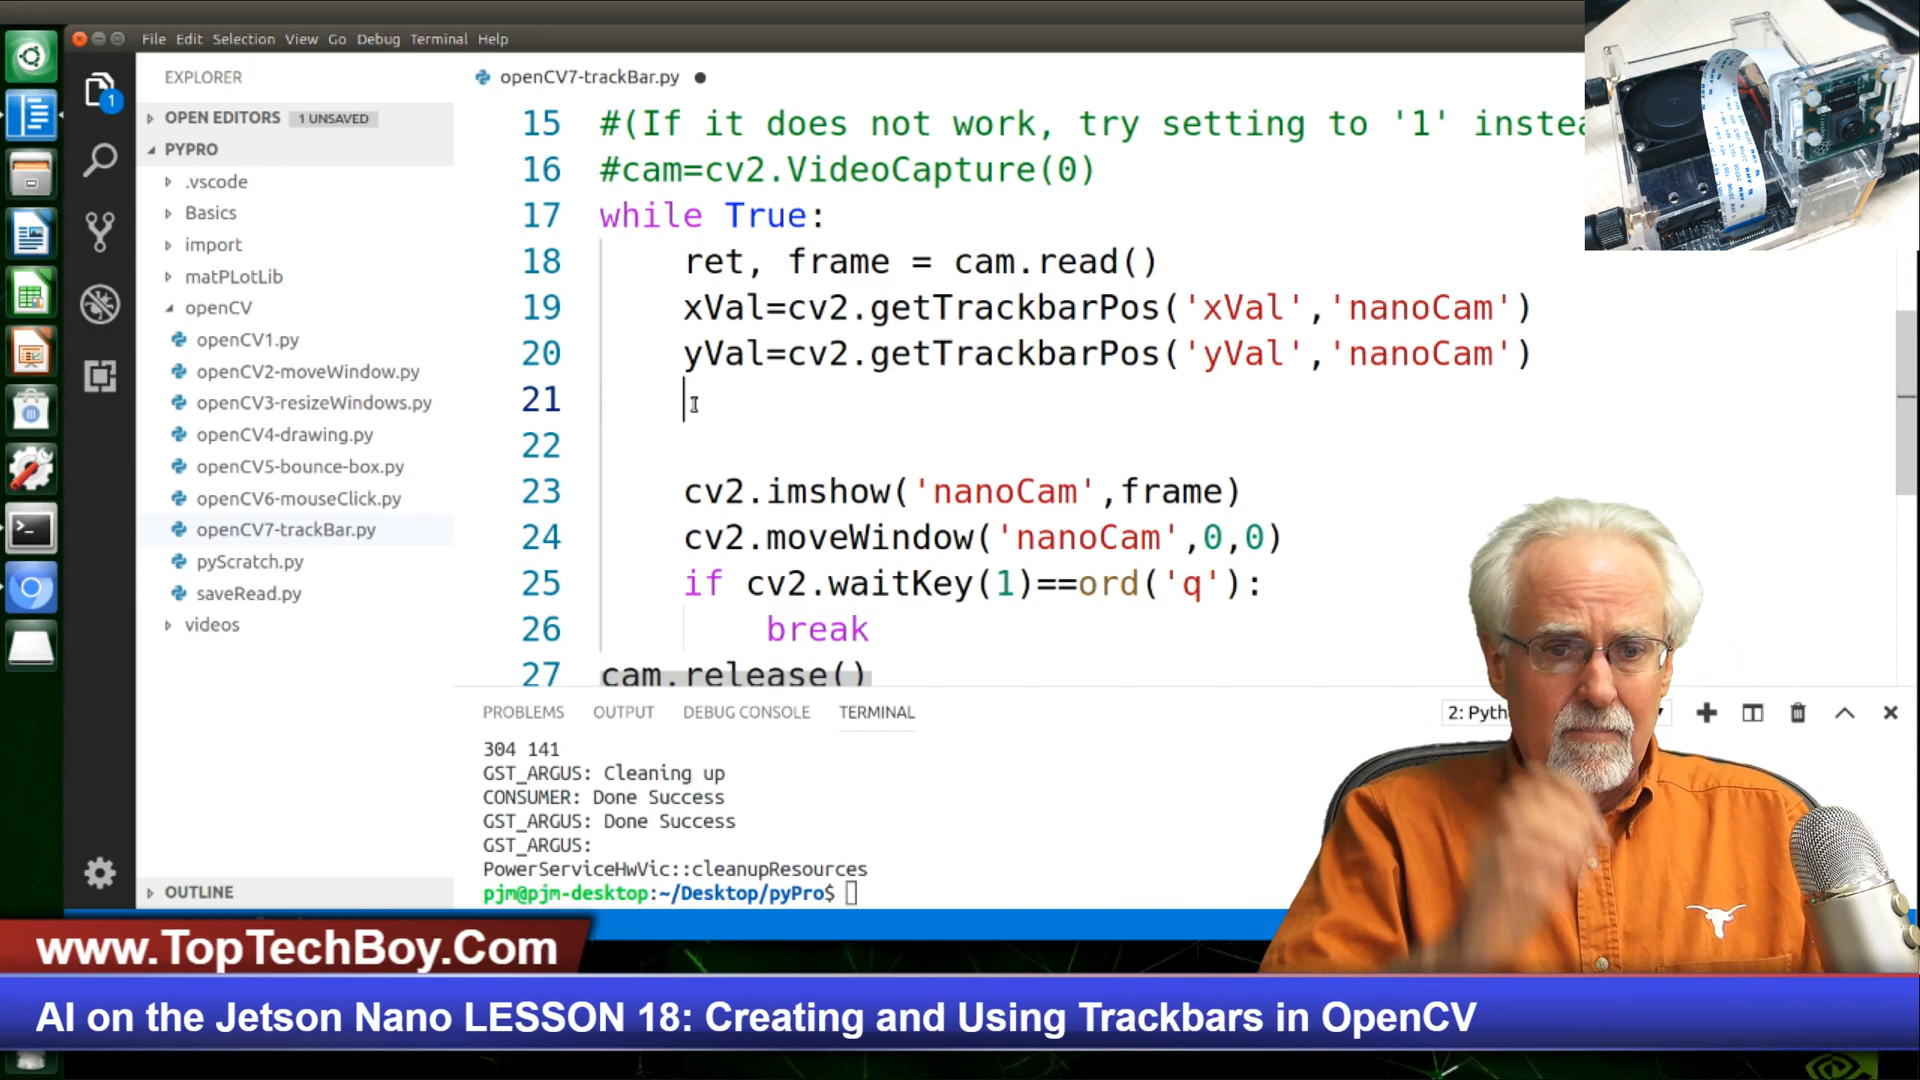 File Edit Selection View Go Debug Terminal Help
EXPLORER
OPEN EDITORS 1 UNSAVED
PYPRO
.vscode
Basics
import
matPLotLib
openCV
openCV1.py
openCV2-moveWindow.py
openCV3-resizeWindows.py
openCV4-drawing.py
openCV5-bounce-box.py
openCV6-mouseClick.py
openCV7-trackBar.py
pyScratch.py
saveRead.py
videos
OUTLINE
1
openCV7-trackBar.py
15 #(If it does not work, try setting to '1' inste
16 #cam=cv2.VideoCapture(0)
17 while True:
18 ret, frame = cam.read()
19 xVal=cv2.getTrackbarPos('xVal','nanoCam')
20 yVal=cv2.getTrackbarPos('yVal','nanoCam')
21
22
23 cv2.imshow('nanoCam',frame)
24 cv2.moveWindow('nanoCam',0,0)
25 if cv2.waitKey(1)==ord('q'):
26 break
27 cam.release()
PROBLEMS OUTPUT DEBUG CONSOLE TERMINAL 2: Pyth
304 141
GST_ARGUS: Cleaning up
CONSUMER: Done Success
GST_ARGUS: Done Success
GST_ARGUS:
PowerServiceHwVic::cleanupResources
pjm@pjm-desktop:~/Desktop/pyPro$
www.TopTechBoy.Com
AI on the Jetson Nano LESSON 18: Creating and Using Trackbars in OpenCV